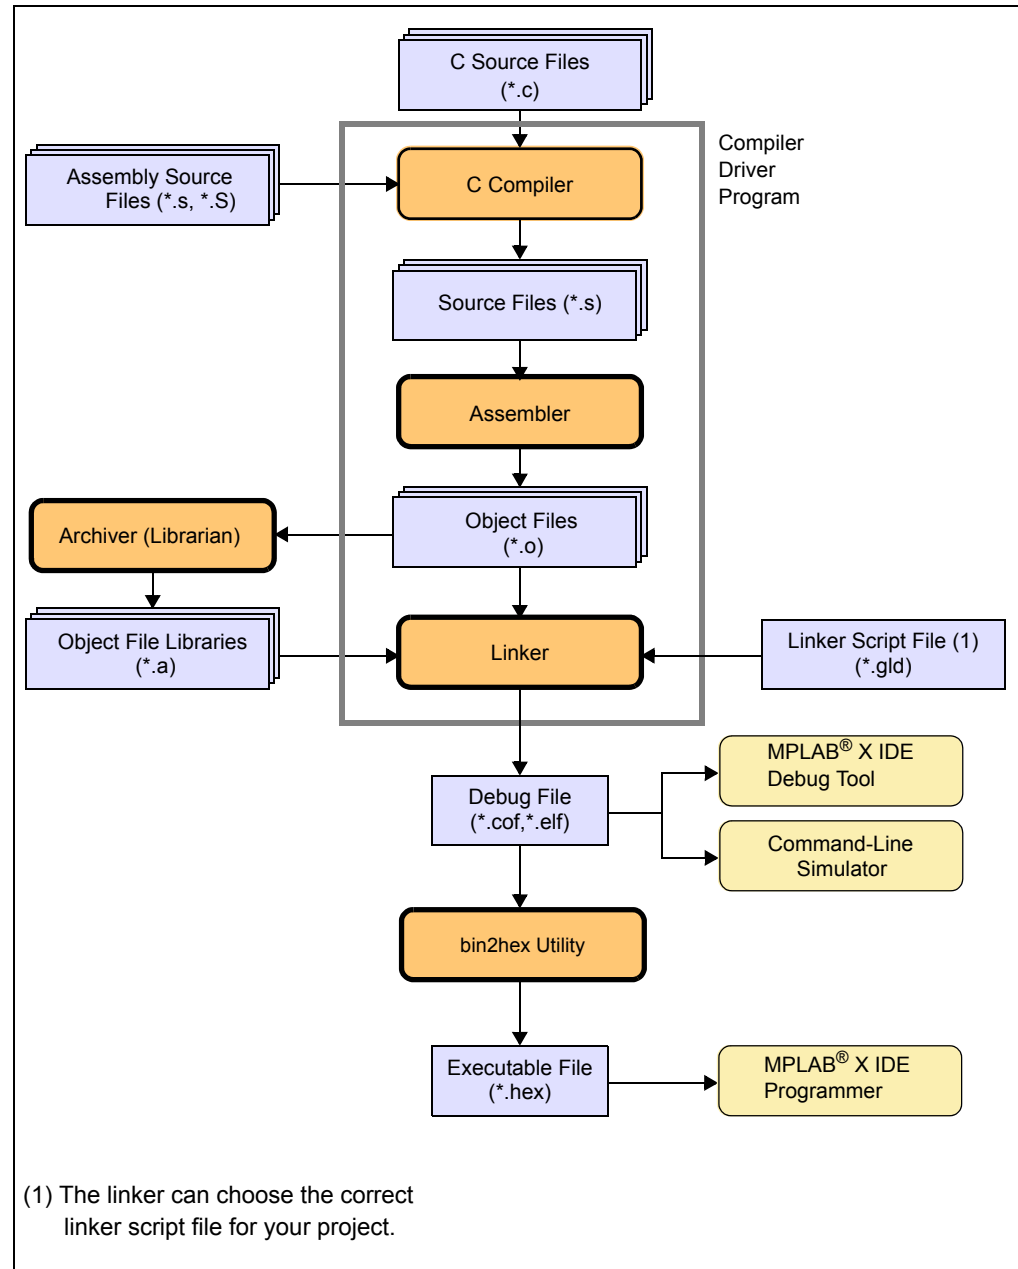 C Source Files
(*.c)
Compiler
Driver
Program
Assembly Source
Files (*.s, *.S)
C Compiler
Source Files (*.s)
Assembler
Archiver (Librarian)
Object Files
(*.o)
Object File Libraries
(*.a)
Linker
Linker Script File (1)
(*.gld)
MPLAB® X IDE
Debug Tool
Debug File
(*.cof,*.elf)
Command-Line
Simulator
bin2hex Utility
Executable File
(*.hex)
MPLAB® X IDE
Programmer
(1) The linker can choose the correct
linker script file for your project.